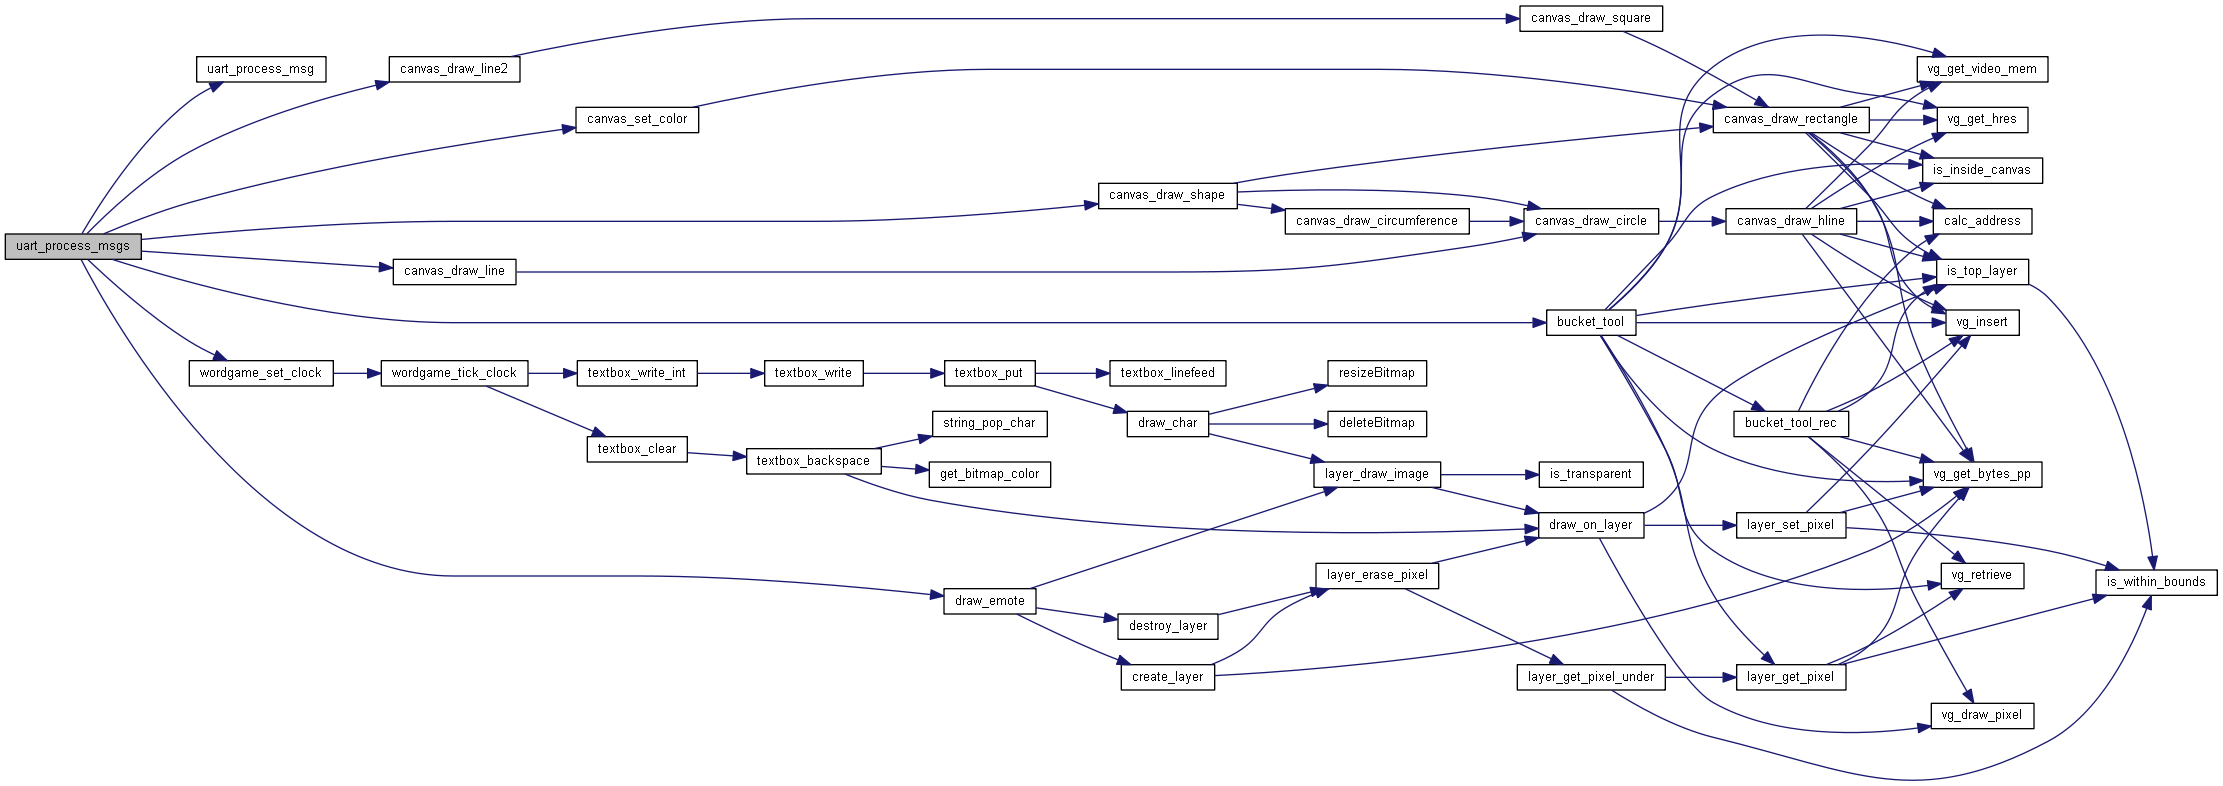 canvas_draw_square
uart_process_msg
canvas_draw_line2
vg_get_video_mem
canvas_set_color
canvas_draw_rectangle
vg_get_hres
is_inside_canvas
canvas_draw_shape
canvas_draw_circumference
canvas_draw_circle
canvas_draw_hline
calc_address
uart_process_msgs
canvas_draw_line
is_top_layer
bucket_tool
vg_insert
wordgame_set_clock
wordgame_tick_clock
textbox_write_int
textbox_write
textbox_put
textbox_linefeed
resizeBitmap
string_pop_char
draw_char
deleteBitmap
bucket_tool_rec
textbox_clear
textbox_backspace
get_bitmap_color
layer_draw_image
is_transparent
vg_get_bytes_pp
draw_on_layer
layer_set_pixel
layer_erase_pixel
vg_retrieve
is_within_bounds
draw_emote
destroy_layer
create_layer
layer_get_pixel_under
layer_get_pixel
vg_draw_pixel